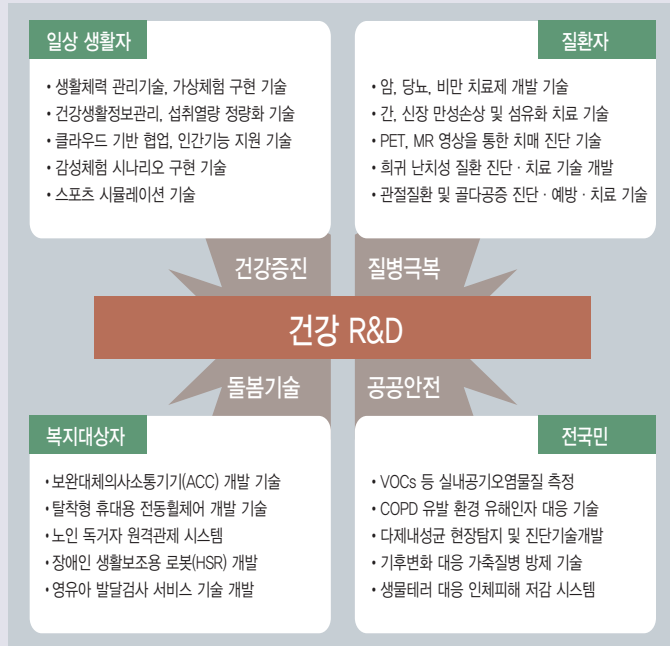 일상 생활자
• 생활체력 관리기술, 가상체험 구현 기술
• 건강생활정보관리, 섭취열량 정량화 기술
• 클라우드 기반 협업, 인간기능 지원 기술
• 감성체험 시나리오 구현 기술
• 스포츠 시뮬레이션 기술
질환자
• 암, 당뇨, 비만 치료제 개발 기술
• 간, 신장 만성손상 및 섬유화 치료 기술
• PET, MR 영상을 통한 치매 진단 기술
• 희귀 난치성 질환 진단 · 치료 기술 개발
• 관절질환 및 골다공증 진단 · 예방 · 치료 기술
건강증진
질병극복
건강 R&D
돌봄기술
공공안전
복지대상자
• 보완대체의사소통기기(ACC) 개발 기술
• 탈착형 휴대용 전동휠체어 개발 기술
• 노인 독거자 원격관제 시스템
• 장애인 생활보조용 로봇(HSR) 개발
• 영유아 발달검사 서비스 기술 개발
전국민
• VOCs 등 실내공기오염물질 측정
• COPD 유발 환경 유해인자 대응 기술
• 다제내성균 현장탐지 및 진단기술개발
• 기후변화 대응 가축질병 방제 기술
• 생물테러 대응 인체피해 저감 시스템